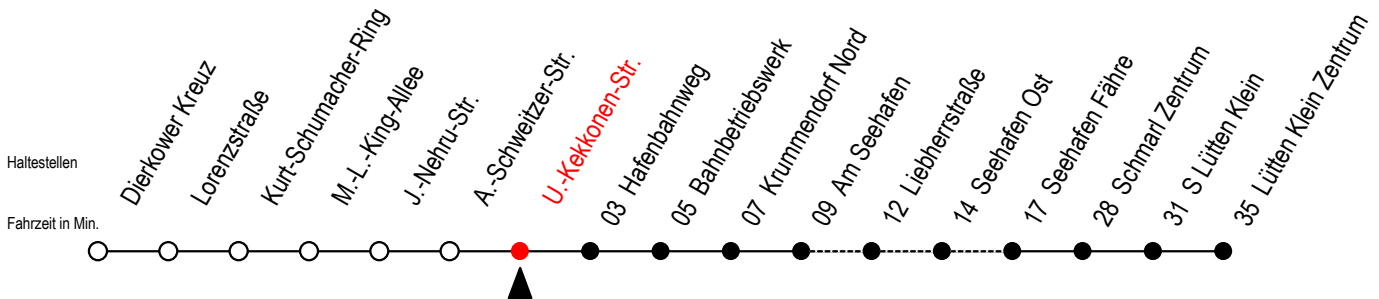 Haltestellen
Fahrzeit in Min.
Dierkower Kreuz
Lorenzstraße
Kurt-Schumacher-Ring
M.-L.-King-Allee
J.-Nehru-Str.
A.-Schweitzer-Str.
U.-Kekkonen-Str.
03 Hafenbahnweg
05 Bahnbetriebswerk
07 Krummendorf Nord
09 Am Seehafen
12 Liebherrstraße
14 Seehafen Ost
17 Seehafen Fähre
28 Schmarl Zentrum
31 S Lütten Klein
35 Lütten Klein Zentrum